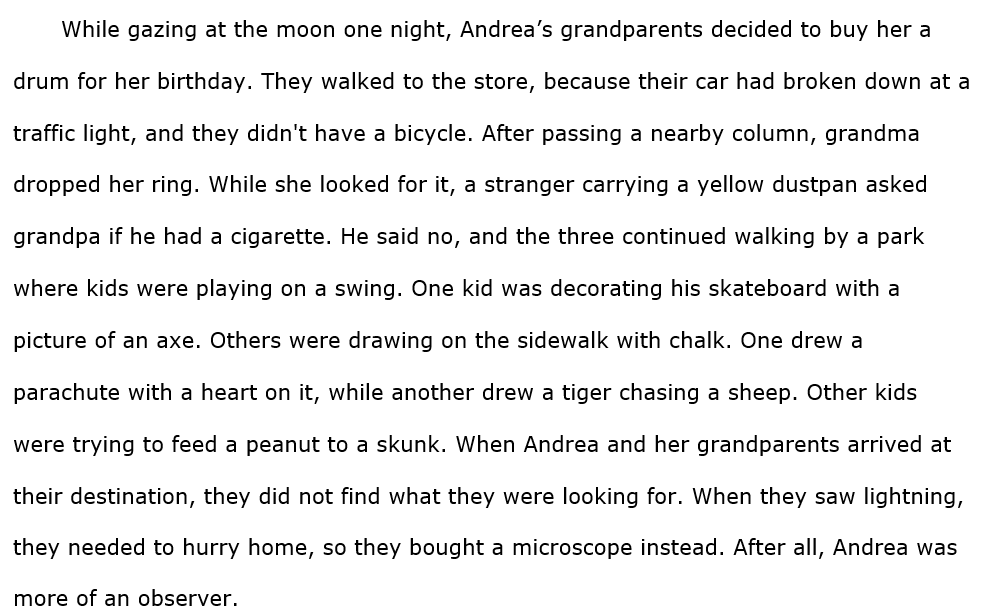 While gazing at the moon one night, Andrea’s grandparents decided to buy her a
drum for her birthday. They walked to the store, because their car had broken down at a
traffic light, and they didn't have a bicycle. After passing a nearby column, grandma
dropped her ring. While she looked for it, a stranger carrying a yellow dustpan asked
grandpa if he had a cigarette. He said no, and the three continued walking by a park
where kids were playing on a swing. One kid was decorating his skateboard with a
picture of an axe. Others were drawing on the sidewalk with chalk. One drew a
parachute with a heart on it, while another drew a tiger chasing a sheep. Other kids
were trying to feed a peanut to a skunk. When Andrea and her grandparents arrived at
their destination, they did not find what they were looking for. When they saw lightning,
they needed to hurry home, so they bought a microscope instead. After all, Andrea was
more of an observer.